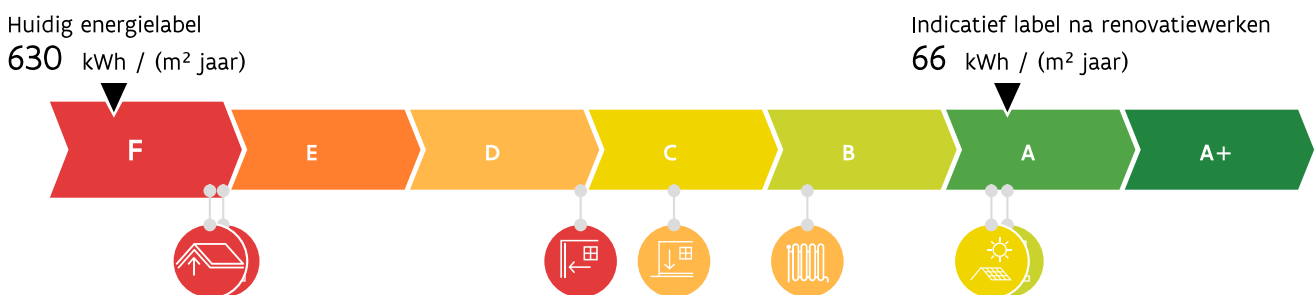 Huidig energielabel
630 kWh / (m² jaar)
Indicatief label na renovatiewerken
66 kWh / (m² jaar)
F E D C B A A+